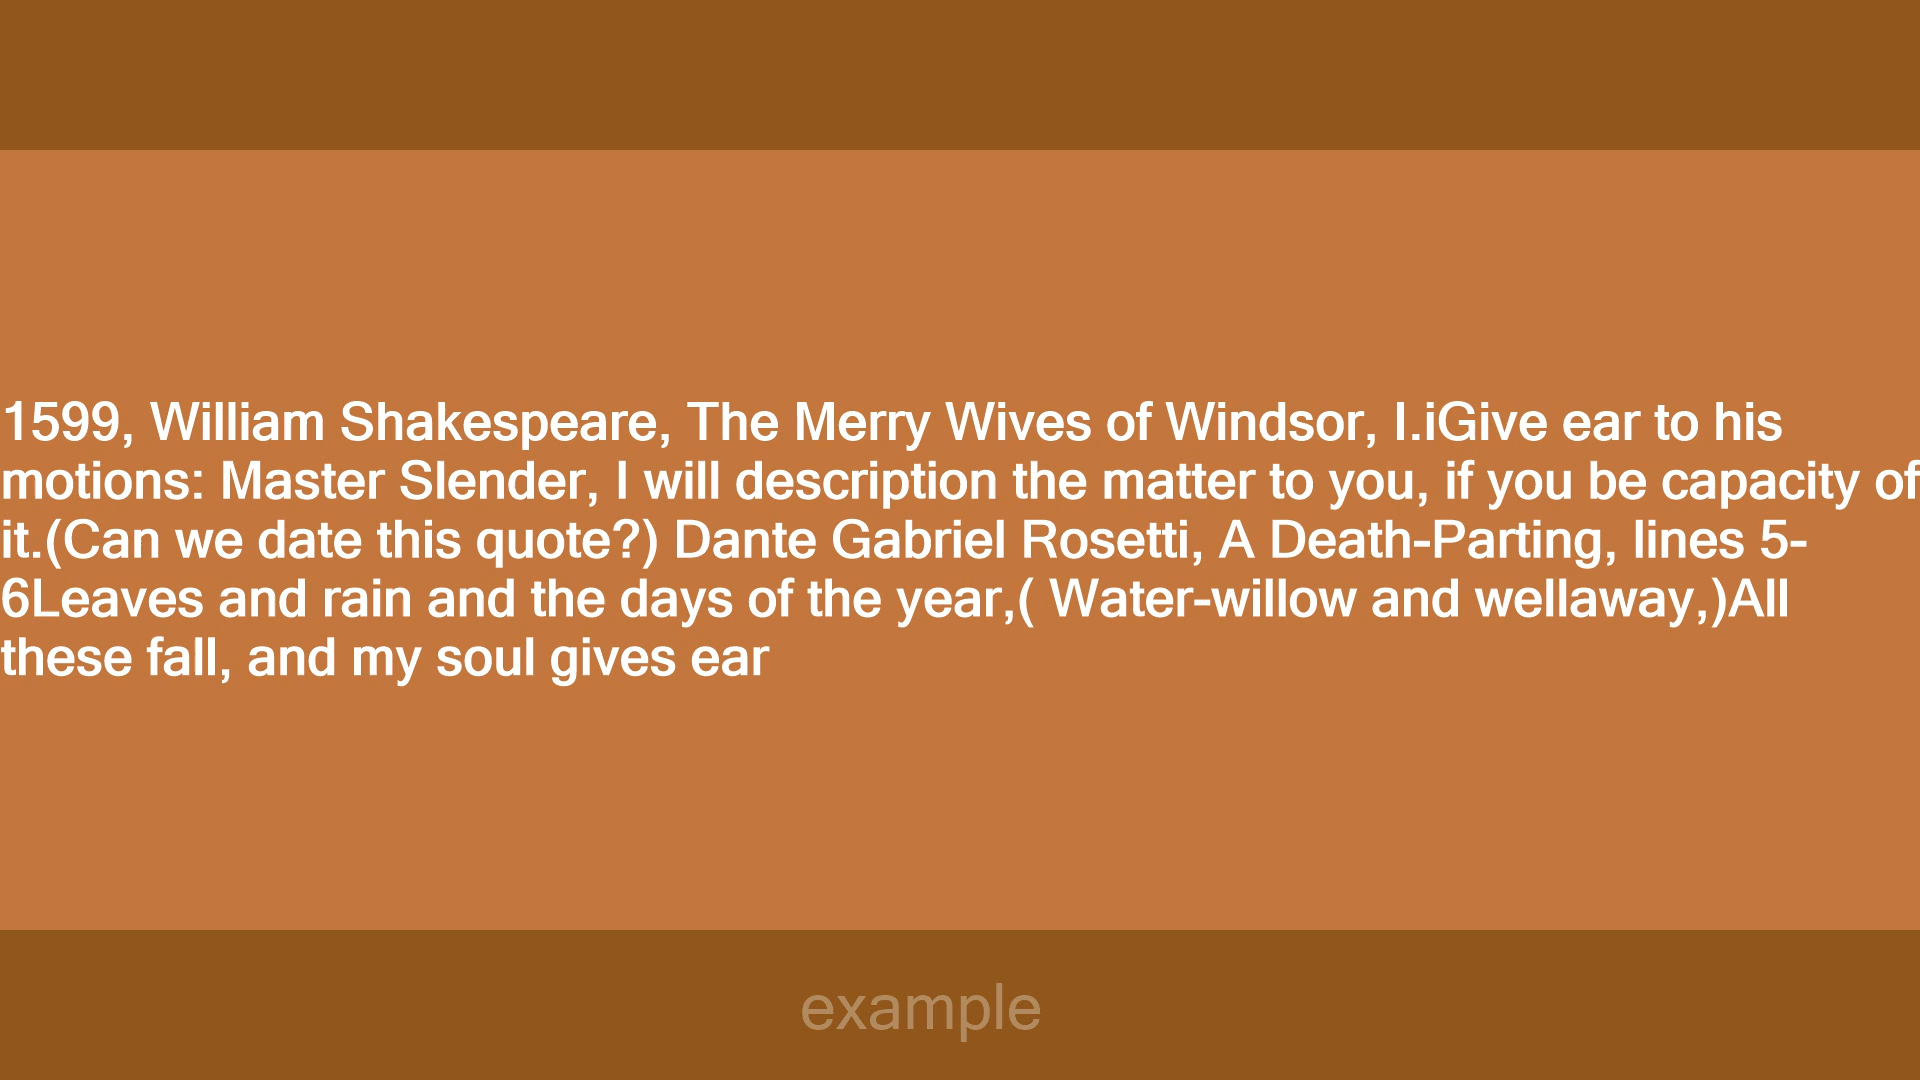 1599, William Shakespeare, The Merry Wives of Windsor, I.iGive ear to his
motions: Master Slender, I will description the matter to you, if you be capacity of
it.(Can we date this quote?) Dante Gabriel Rosetti, A Death-Parting, lines 5-
6Leaves and rain and the days of the year,( Water-willow and wellaway,)All
these fall, and my soul gives ear
example